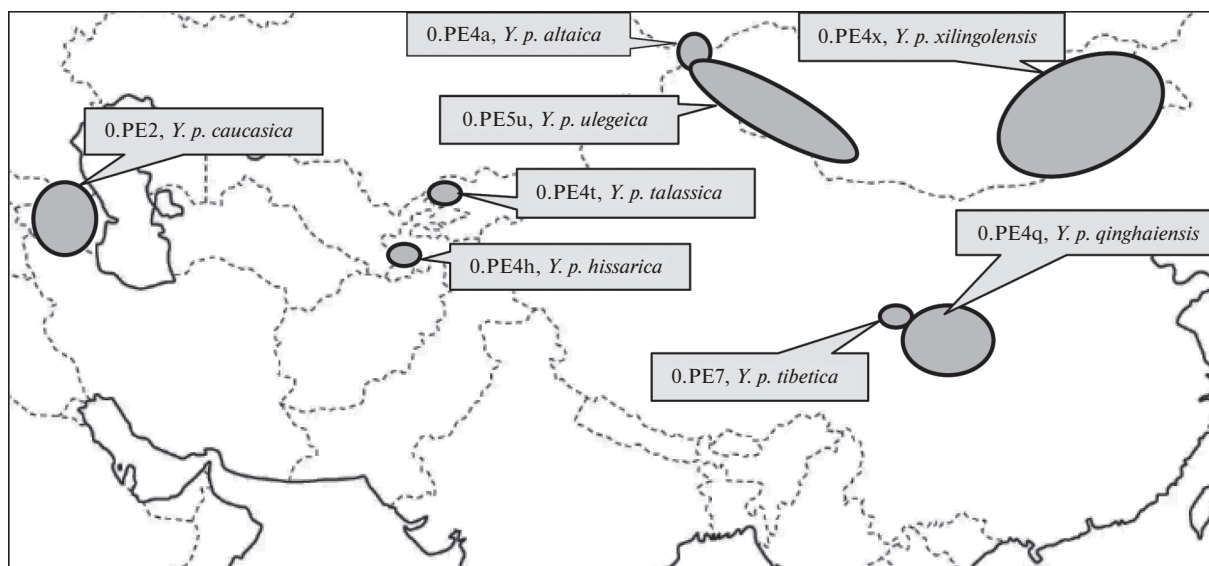 0.PE4a, Y. p. altaica
0.PE4x, Y. p. xilingolensis
0.PE5u, Y. p. ulegeica
0.PE2, Y. p. caucasica
0.PE4t, Y. p. talassica
0.PE4q, Y. p. qinghaiensis
0.PE4h, Y. p. hissarica
0.PE7, Y. p. tibetica